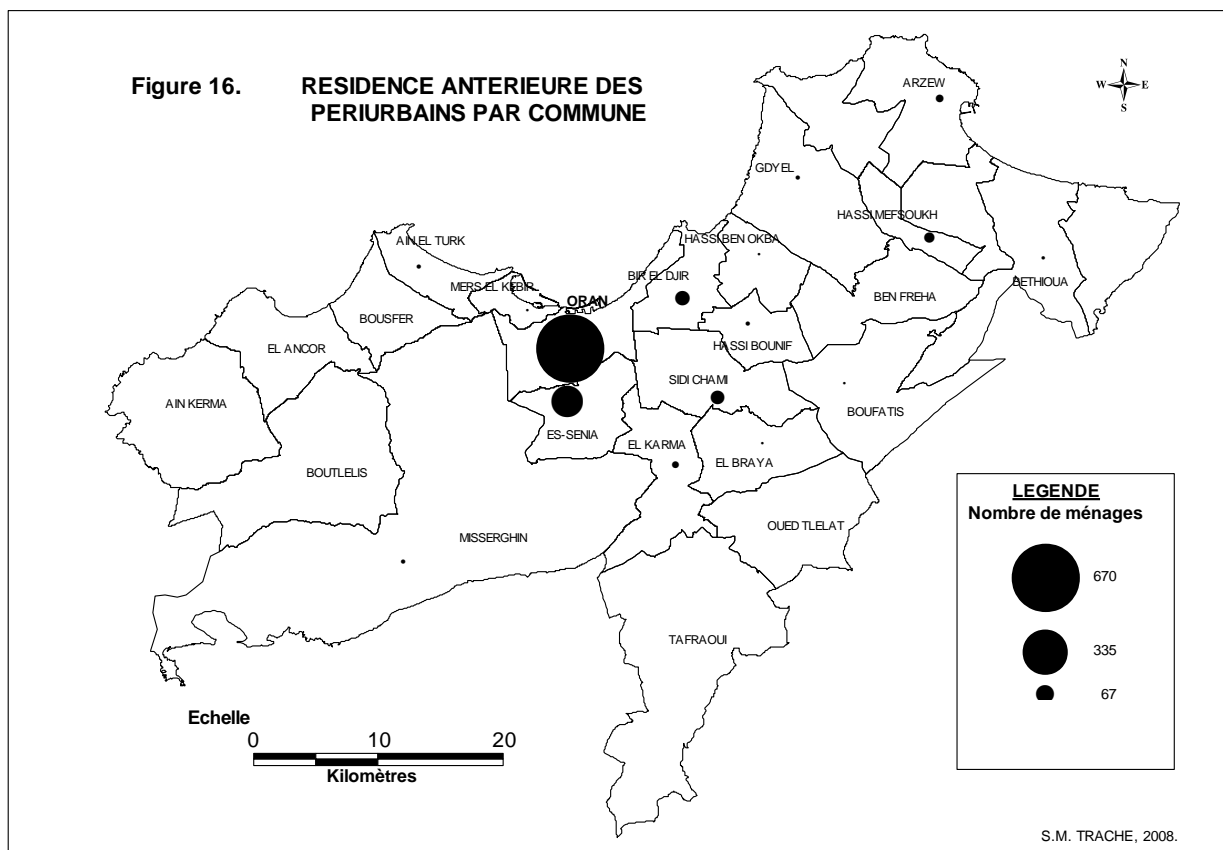 Figure 16. RESIDENCE ANTERIEURE DES
PERIURBAINS PAR COMMUNE
N
W E
S
ARZEW
GDYEL
HASSI MEFSOUKH
AIN EL TURK
HASSI BEN OKBA
BIR EL DJIR
MERS EL KEBIR
ORAN
BETHIOUA
BEN FREHA
BOUSFER
EL ANCOR
HASSI BOUNIF
SIDI CHAMI
AIN KERMA
BOUFATIS
ES-SENIA
EL KARMA
EL BRAYA
BOUTLELIS
OUED TLELAT
MISSERGHIN
TAFRAOUI
LEGENDE
Nombre de ménages
670
335
67
Echelle
0 10 20
Kilomètres
S.M. TRACHE, 2008.